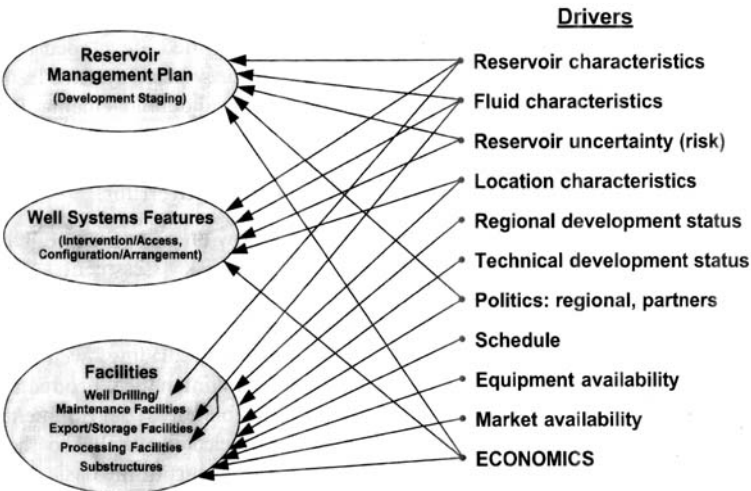 Drivers
Reservoir
Management Plan
(Development Staging)
Well Systems Features
(Intervention/Access,
Configuration/Arrangement)
Facilities
Well Drilling/
Maintenance Facilities
Export/Storage Facilities
Processing Facilities
Substructures
Reservoir characteristics
Fluid characteristics
Reservoir uncertainty (risk)
Location characteristics
Regional development status
Technical development status
Politics: regional, partners
Schedule
Equipment availability
Market availability
ECONOMICS